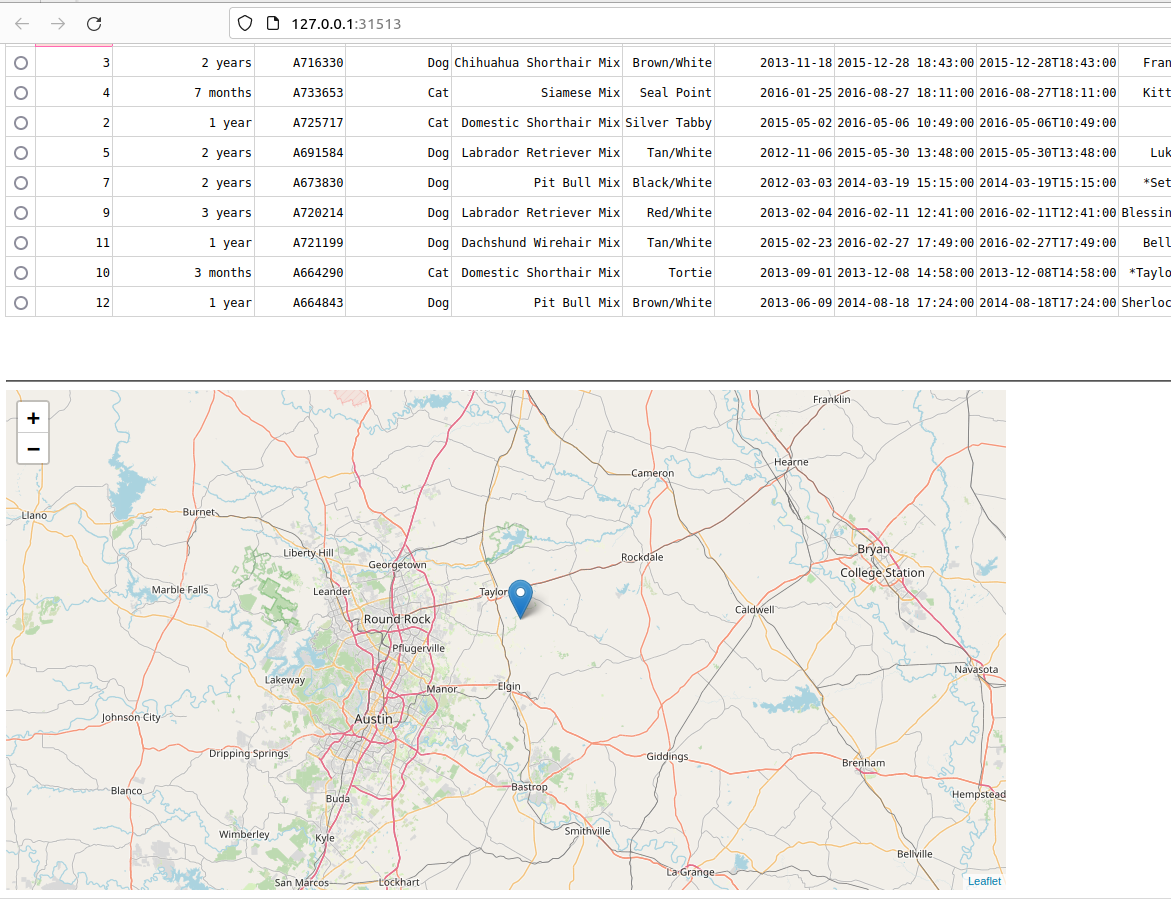 127.0.0.1:31513
3 2 years A716330 Dog Chihuahua Shorthair Mix Brown/White 2013-11-18 2015-12-28 18:43:00 2015-12-28T18:43:00 Fran
4 7 months A733653 Cat Siamese Mix Seal Point 2016-01-25 2016-08-27 18:11:00 2016-08-27T18:11:00 Kitt
2 1 year A725717 Cat Domestic Shorthair Mix Silver Tabby 2015-05-02 2016-05-06 10:49:00 2016-05-06T10:49:00
5 2 years A691584 Dog Labrador Retriever Mix Tan/White 2012-11-06 2015-05-30 13:48:00 2015-05-30T13:48:00 Luk
7 2 years A673830 Dog Pit Bull Mix Black/White 2012-03-03 2014-03-19 15:15:00 2014-03-19T15:15:00 *Set
9 3 years A720214 Dog Labrador Retriever Mix Red/White 2013-02-04 2016-02-11 12:41:00 2016-02-11T12:41:00 Blessin
11 1 year A721199 Dog Dachshund Wirehair Mix Tan/White 2015-02-23 2016-02-27 17:49:00 2016-02-27T17:49:00 Bell
10 3 months A664290 Cat Domestic Shorthair Mix Tortie 2013-09-01 2013-12-08 14:58:00 2013-12-08T14:58:00 *Taylo
12 1 year A664843 Dog Pit Bull Mix Brown/White 2013-06-09 2014-08-18 17:24:00 2014-08-18T17:24:00 Sherloc
+
−
Franklin
Hearne
Cameron
Llano
Burnet
Bryan
Liberty Hill
Rockdale
Georgetown
College Station
Marble Falls
Leander
Taylor
Caldwell
Round Rock
Pflugerville
Navasota
Lakeway
Manor
Elgin
Johnson City
Austin
Dripping Springs
Giddings
Brenham
Blanco
Bastrop
Hempstead
Buda
Smithville
Wimberley
Kyle
Bellville
La Grange
San Marcos
Lockhart
Leaflet